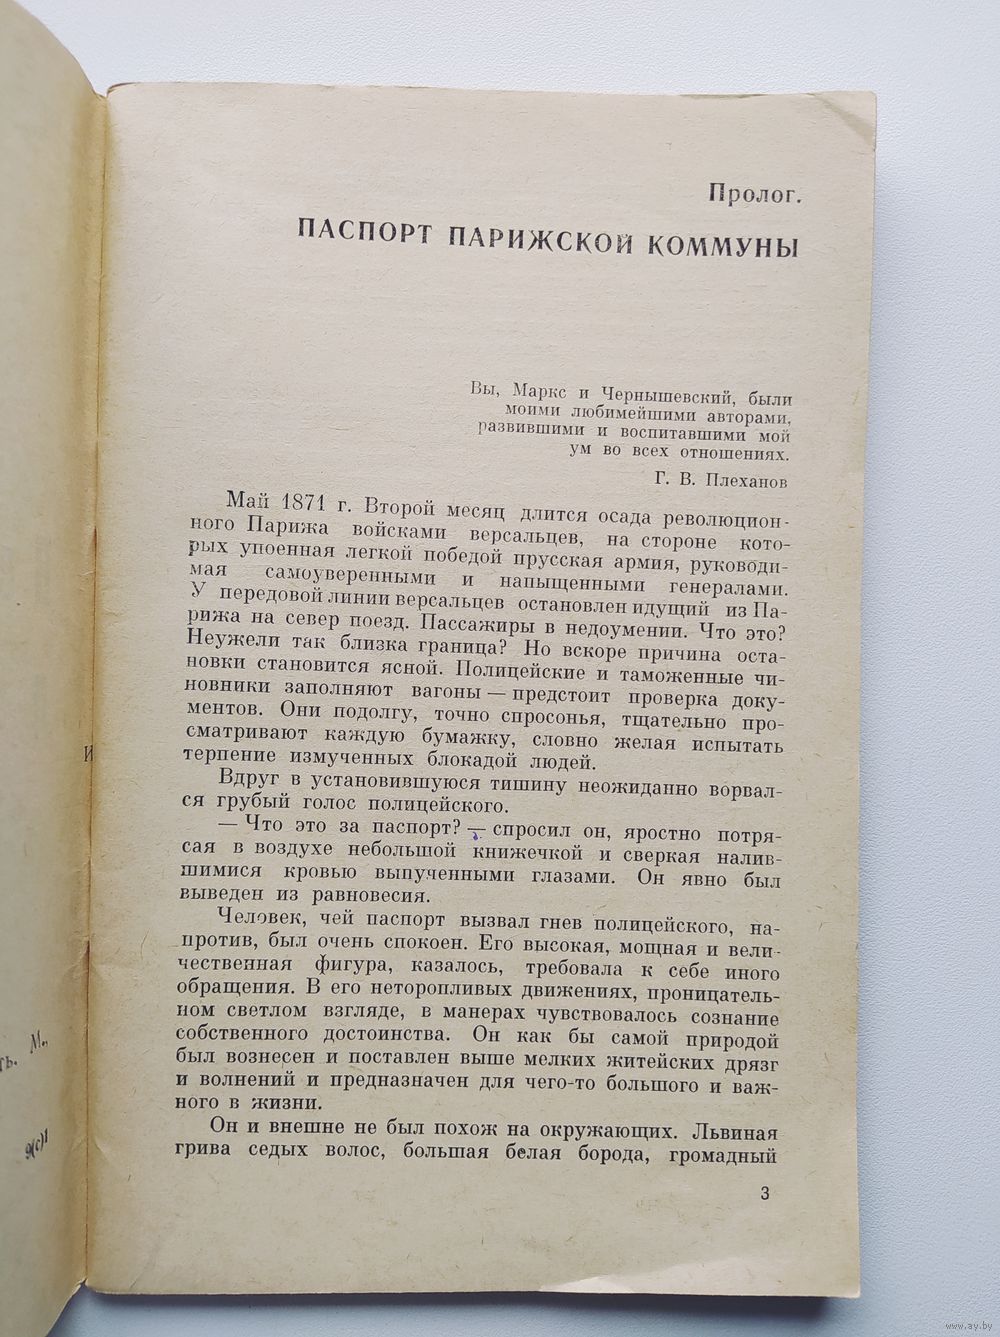 Пролог.
ПАСПОРТ ПАРИЖСКОЙ КОММУНЫ
Вы, Маркс и Чернышевский, были
моими любимейшими авторами,
развившими и воспитавшими мой
ум во всех отношениях.
Г. В. Плеханов
Май 1871 г. Второй месяц длится осада революцион-
ного Парижа войсками версальцев, на стороне кото-
рых упоенная легкой победой прусская армия, руководи-
мая самоуверенными и напыщенными генералами.
У передовой линии версальцев остановлен идущий из Па-
рижа на север поезд. Пассажиры в недоумении. Что это?
Неужели так близка граница? Но вскоре причина оста-
новки становится ясной. Полицейские и таможенные чи-
новники заполняют вагоны — предстоит проверка доку-
ментов. Они подолгу, точно спросонья, тщательно про-
сматривают каждую бумажку, словно желая испытать
терпение измученных блокадой людей.
Вдруг в установившуюся тишину неожиданно ворвал-
ся грубый голос полицейского.
— Что это за паспорт? — спросил он, яростно потря-
сая в воздухе небольшой книжечкой и сверкая налив-
шимися кровью выпученными глазами. Он явно был
выведен из равновесия.
Человек, чей паспорт вызвал гнев полицейского, на-
против, был очень спокоен. Его высокая, мощная и вели-
чественная фигура, казалось, требовала к себе иного
обращения. В его неторопливых движениях, проницатель-
ном светлом взгляде, в манерах чувствовалось сознание
собственного достоинства. Он как бы самой природой
был вознесен и поставлен выше мелких житейских дрязг
и волнений и предназначен для чего-то большого и важ-
ного в жизни.
Он и внешне не был похож на окружающих. Львиная
грива седых волос, большая белая борода, громадный
3
И
ть. М.,
9(с)1
www.ay.by